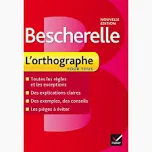 NOUVELLE
ÉDITION
Bescherelle
L'orthographe
POUR TOUS
Toutes les règles
et les exceptions
Des explications claires
Des exemples, des conseils
Les pièges à éviter
Hatier